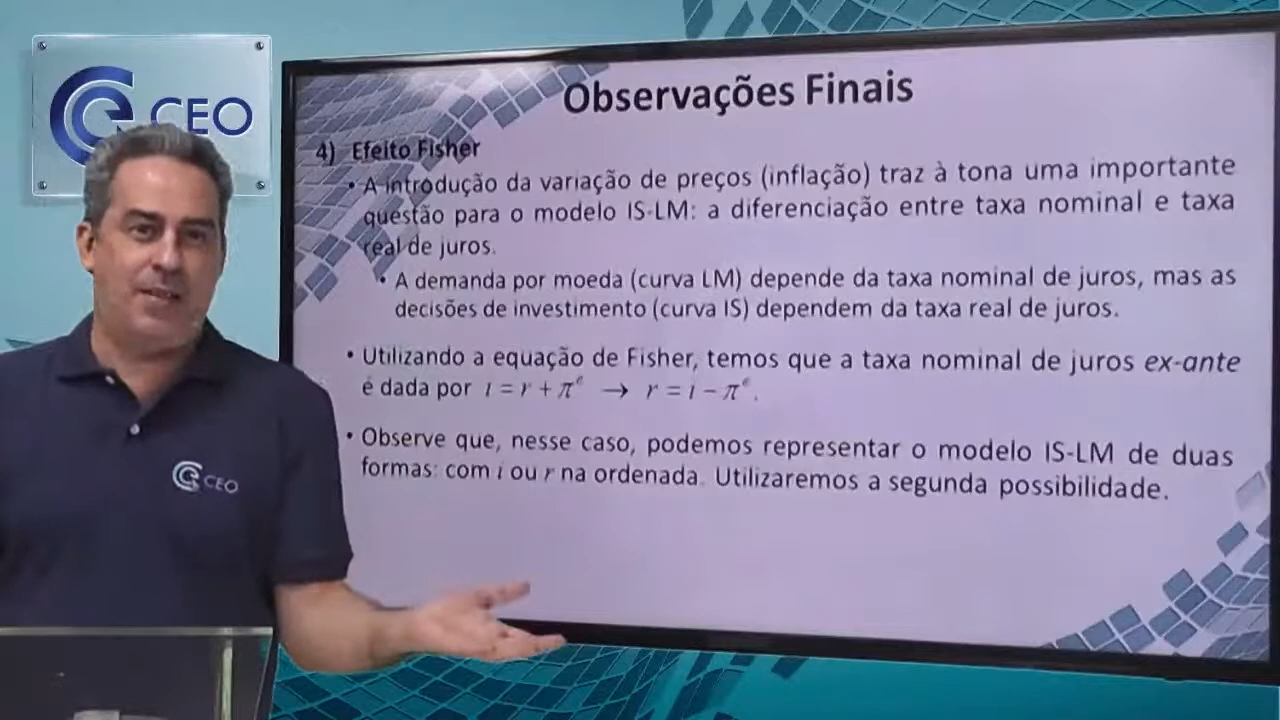 CEO
Observações Finais
4) Efeito Fisher
• A introdução da variação de preços (inflação) traz à tona uma importante
questão para o modelo IS-LM: a diferenciação entre taxa nominal e taxa
real de juros.
• A demanda por moeda (curva LM) depende da taxa nominal de juros, mas as
decisões de investimento (curva IS) dependem da taxa real de juros.
• Utilizando a equação de Fisher, temos que a taxa nominal de juros ex-ante
é dada por i = r + πᵉ → r = i − πᵉ.
• Observe que, nesse caso, podemos representar o modelo IS-LM de duas
formas: com i ou r na ordenada. Utilizaremos a segunda possibilidade.
CEO